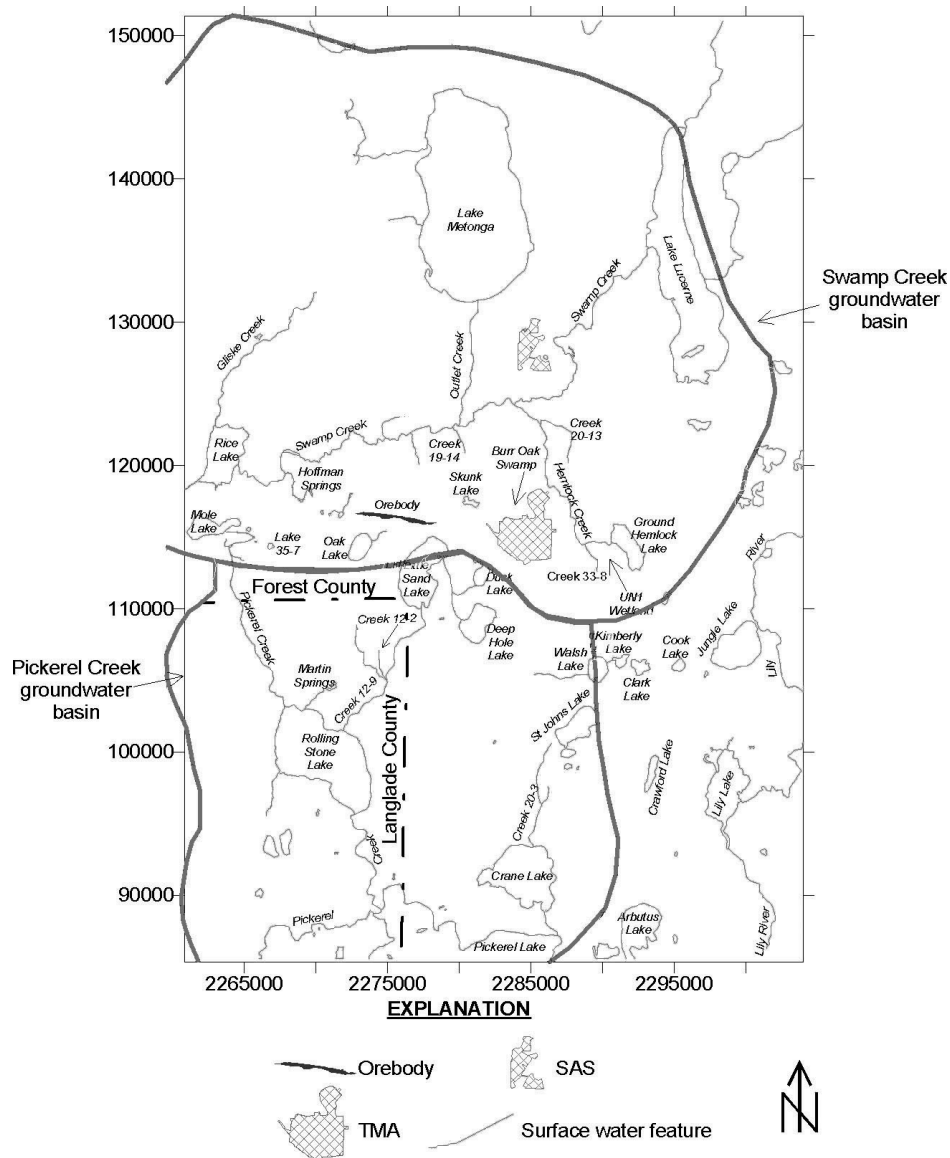 150000
140000
130000
120000
110000
100000
90000
2265000 2275000 2285000 2295000
Lake
Metonga
Lake Lucerne
Swamp Creek
Swamp Creek
groundwater
basin
Gliske Creek
Outlet Creek
Rice
Lake
Swamp Creek
Hoffman
Springs
Creek
19-14
Burr Oak
Swamp
Creek
20-13
Skunk
Lake
Hemlock Creek
Orebody
Mole
Lake
Lake
35-7
Oak
Lake
Ground
Hemlock
Lake
Creek 33-8
UN1
Wetland
Forest County
Little
Sand
Lake
Duck
Lake
Deep
Hole
Lake
Creek 12-2
Pickerel Creek
Pickerel Creek
groundwater
basin
Martin
Springs
Creek 12-9
Rolling
Stone
Lake
Langlade County
Walsh
Lake
Kimberly
Lake
Clark
Lake
Cook
Lake
Jungle Lake
River
Lily
St Johns Lake
Crawford Lake
Lily Lake
Creek 20-3
Creek
Crane Lake
Pickerel
Pickerel Lake
Arbutus
Lake
Lily River
EXPLANATION
Orebody
SAS
TMA
Surface water feature
N